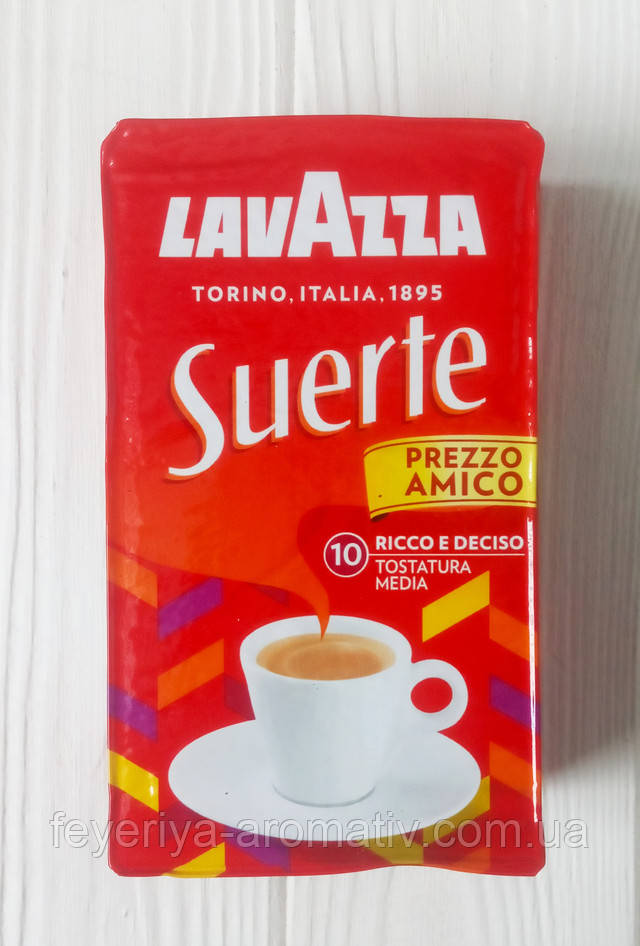 LAVAZZA
TORINO, ITALIA, 1895
Suerte
PREZZO
AMICO
10 RICCO E DECISO
TOSTATURA
MEDIA
feyeriya-aromativ.com.ua